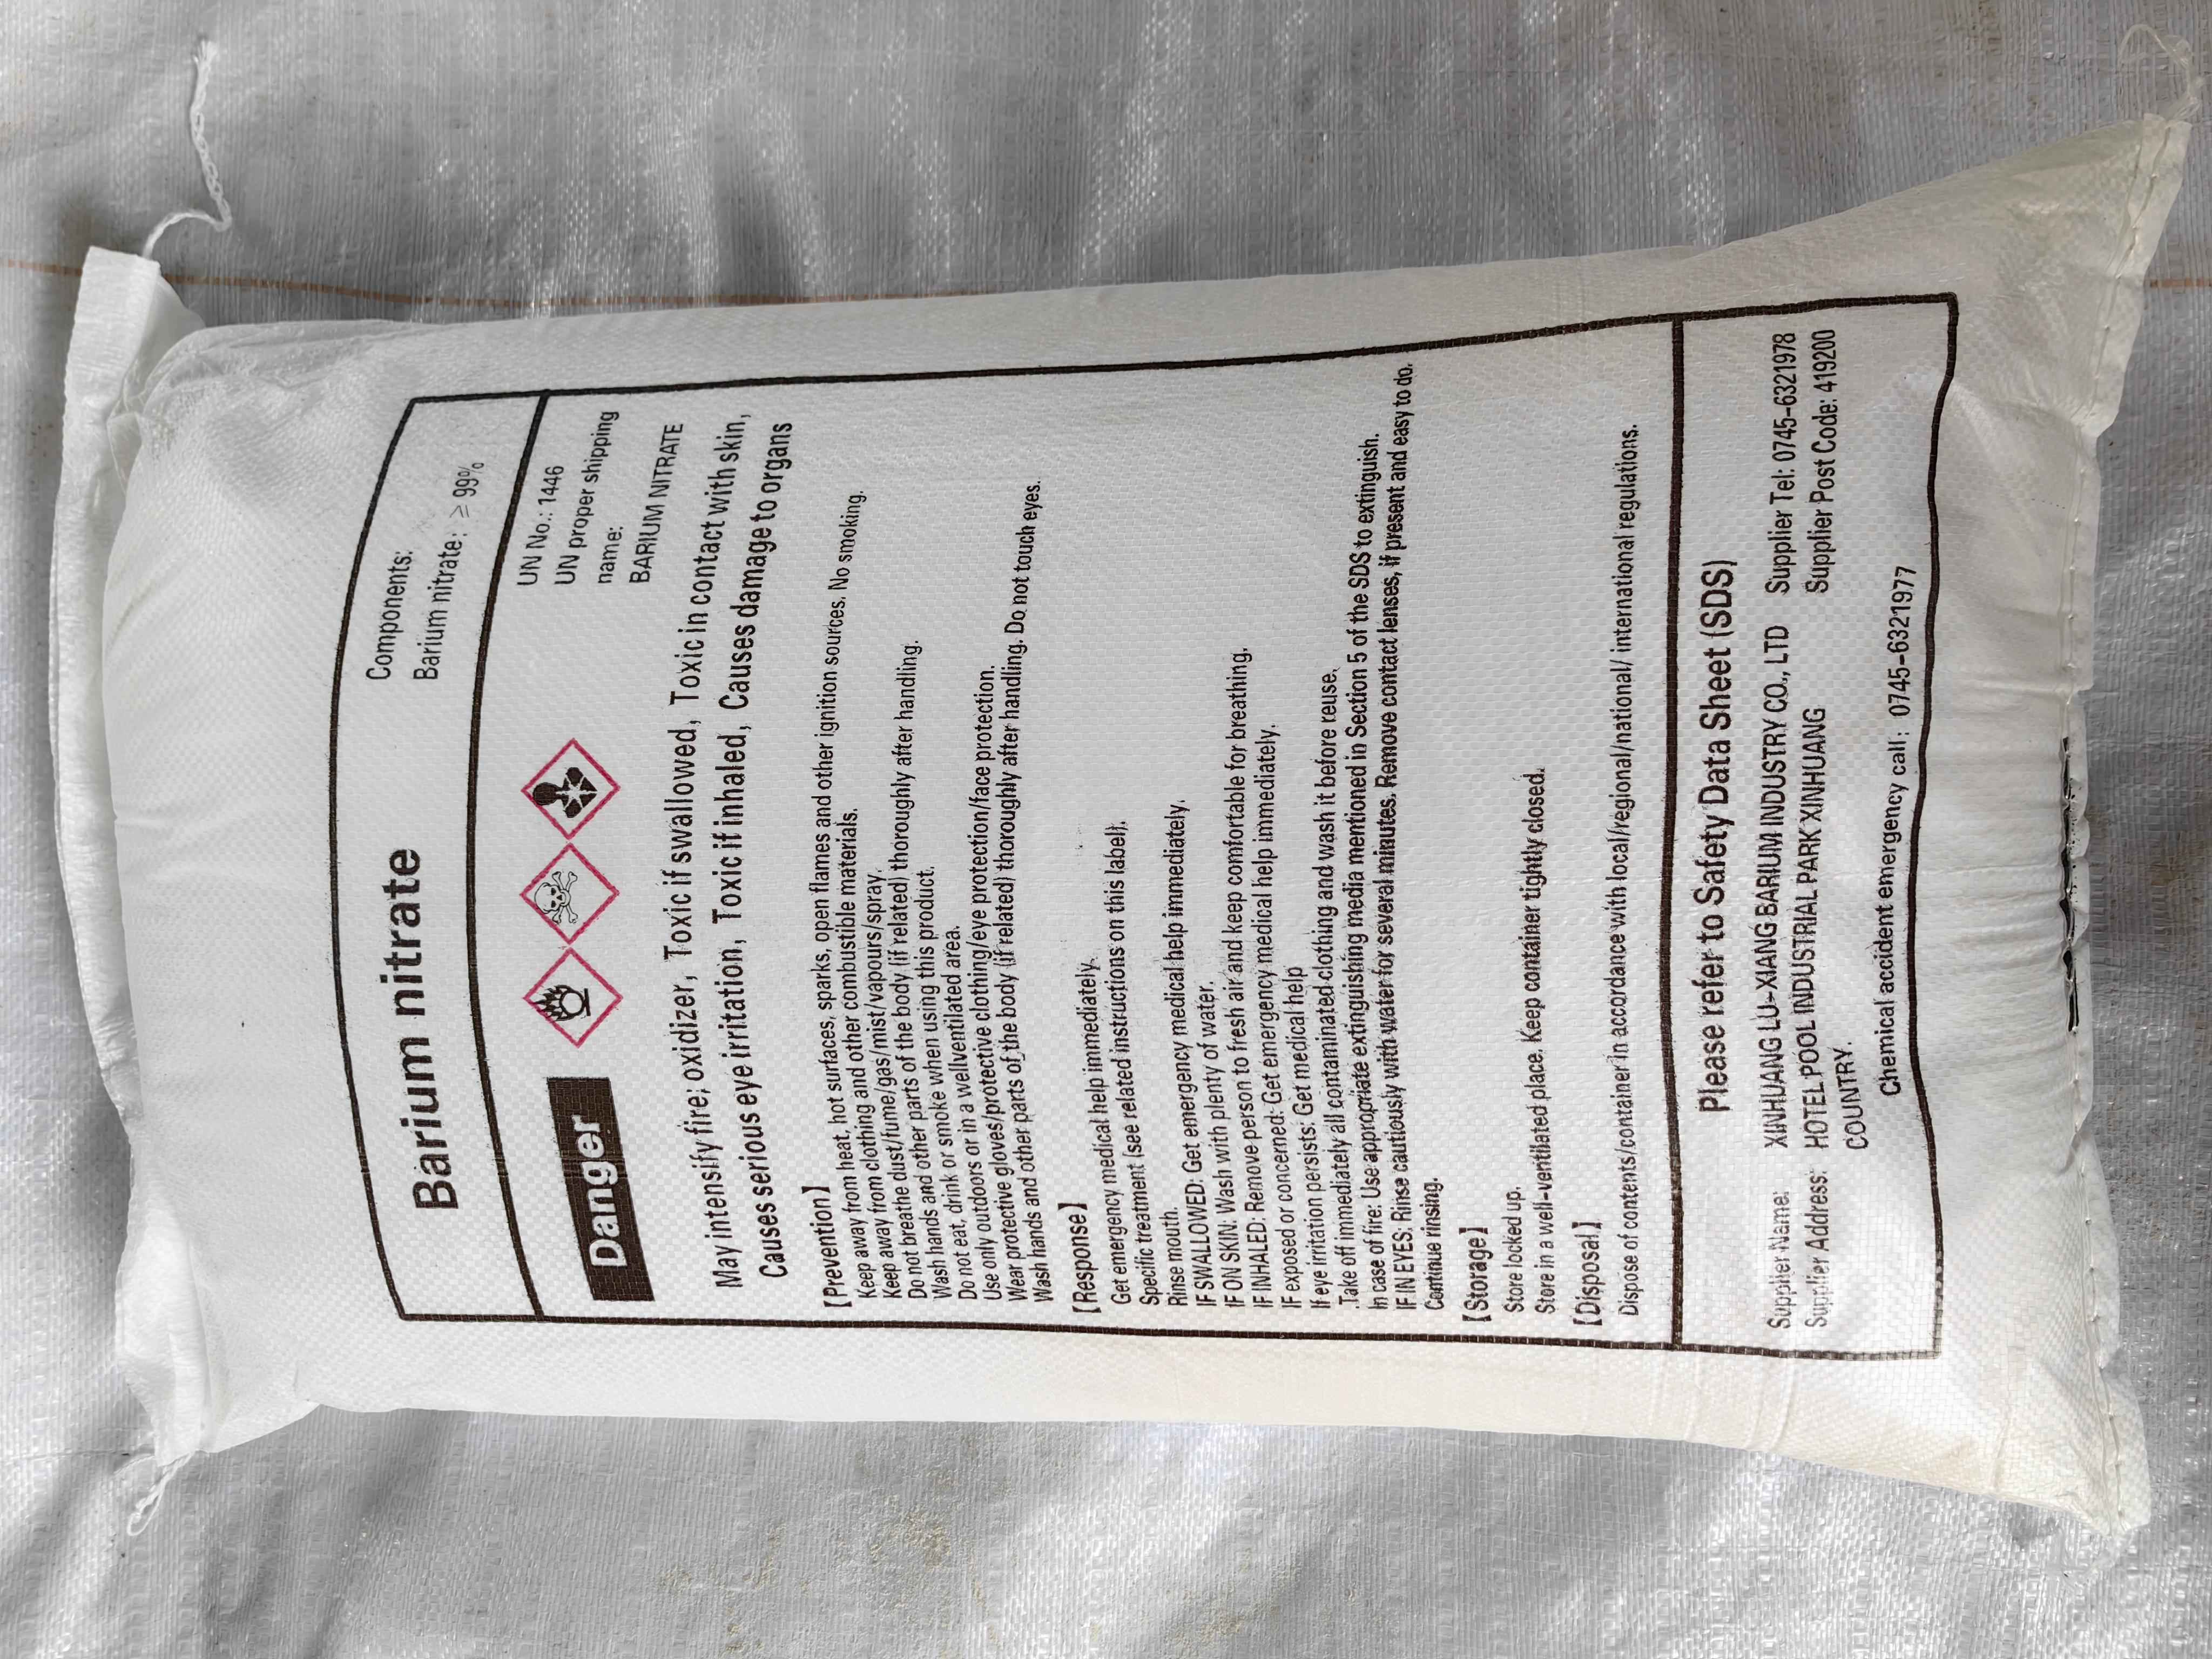 Barium nitrate
Components:
Barium nitrate: ≥ 99%
Danger
UN No.: 1446
UN proper shipping
name:
BARIUM NITRATE
May intensify fire; oxidizer, Toxic if swallowed, Toxic in contact with skin,
Causes serious eye irritation, Toxic if inhaled, Causes damage to organs
【Prevention】
Keep away from heat, hot surfaces, sparks, open flames and other ignition sources. No smoking.
Keep away from clothing and other combustible materials.
Do not breathe dust/fume/gas/mist/vapours/spray.
Wash hands and other parts of the body (if related) thoroughly after handling.
Do not eat, drink or smoke when using this product.
Use only outdoors or in a wellventilated area.
Wear protective gloves/protective clothing/eye protection/face protection.
Wash hands and other parts of the body (if related) thoroughly after handling. Do not touch eyes.
【Response】
Get emergency medical help immediately.
Specific treatment (see related instructions on this label).
Rinse mouth.
IF SWALLOWED: Get emergency medical help immediately.
IF ON SKIN: Wash with plenty of water.
IF INHALED: Remove person to fresh air and keep comfortable for breathing.
IF exposed or concerned: Get emergency medical help immediately.
If eye irritation persists: Get medical help
Take off immediately all contaminated clothing and wash it before reuse.
In case of fire: Use appropriate extinguishing media mentioned in Section 5 of the SDS to extinguish.
IF IN EYES: Rinse cautiously with water for several minutes. Remove contact lenses, if present and easy to do.
Continue rinsing.
【Storage】
Store locked up.
Store in a well-ventilated place. Keep container tightly closed.
【Disposal】
Dispose of contents/container in accordance with local/regional/national/ international regulations.
Please refer to Safety Data Sheet (SDS)
Supplier Name: XINHUANG LU-XIANG BARIUM INDUSTRY CO., LTD Supplier Tel: 0745-6321978
Supplier Address: HOTEL POOL INDUSTRIAL PARK XINHUANG Supplier Post Code: 419200
COUNTRY.
Chemical accident emergency call: 0745-6321977